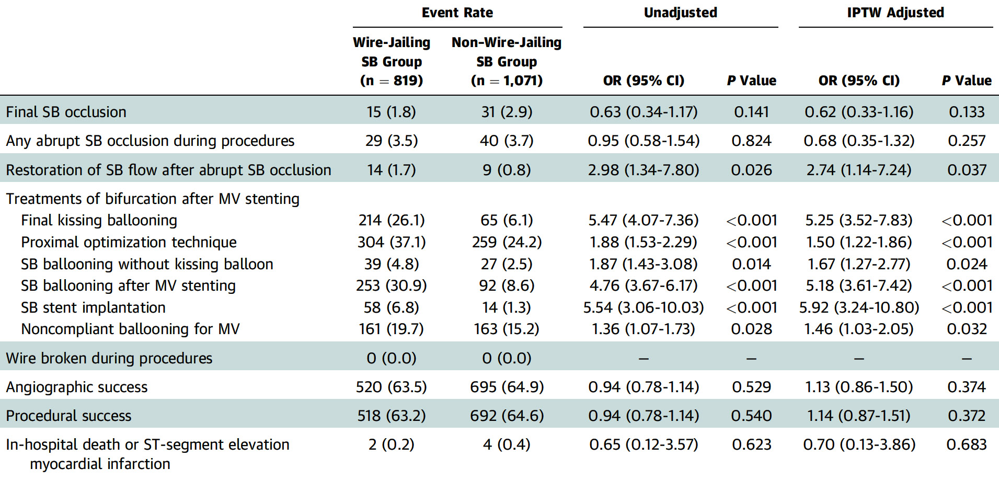 Event Rate Unadjusted IPTW Adjusted
Wire-Jailing Non–Wire-Jailing
SB Group SB Group
(n = 819) (n = 1,071) OR (95% CI) P Value OR (95% CI) P Value
Final SB occlusion 15 (1.8) 31 (2.9) 0.63 (0.34-1.17) 0.141 0.62 (0.33-1.16) 0.133
Any abrupt SB occlusion during procedures 29 (3.5) 40 (3.7) 0.95 (0.58-1.54) 0.824 0.68 (0.35-1.32) 0.257
Restoration of SB flow after abrupt SB occlusion 14 (1.7) 9 (0.8) 2.98 (1.34-7.80) 0.026 2.74 (1.14-7.24) 0.037
Treatments of bifurcation after MV stenting
Final kissing ballooning 214 (26.1) 65 (6.1) 5.47 (4.07-7.36) <0.001 5.25 (3.52-7.83) <0.001
Proximal optimization technique 304 (37.1) 259 (24.2) 1.88 (1.53-2.29) <0.001 1.50 (1.22-1.86) <0.001
SB ballooning without kissing balloon 39 (4.8) 27 (2.5) 1.87 (1.43-3.08) 0.014 1.67 (1.27-2.77) 0.024
SB ballooning after MV stenting 253 (30.9) 92 (8.6) 4.76 (3.67-6.17) <0.001 5.18 (3.61-7.42) <0.001
SB stent implantation 58 (6.8) 14 (1.3) 5.54 (3.06-10.03) <0.001 5.92 (3.24-10.80) <0.001
Noncompliant ballooning for MV 161 (19.7) 163 (15.2) 1.36 (1.07-1.73) 0.028 1.46 (1.03-2.05) 0.032
Wire broken during procedures 0 (0.0) 0 (0.0) — — — —
Angiographic success 520 (63.5) 695 (64.9) 0.94 (0.78-1.14) 0.529 1.13 (0.86-1.50) 0.374
Procedural success 518 (63.2) 692 (64.6) 0.94 (0.78-1.14) 0.540 1.14 (0.87-1.51) 0.372
In-hospital death or ST-segment elevation 2 (0.2) 4 (0.4) 0.65 (0.12-3.57) 0.623 0.70 (0.13-3.86) 0.683
myocardial infarction